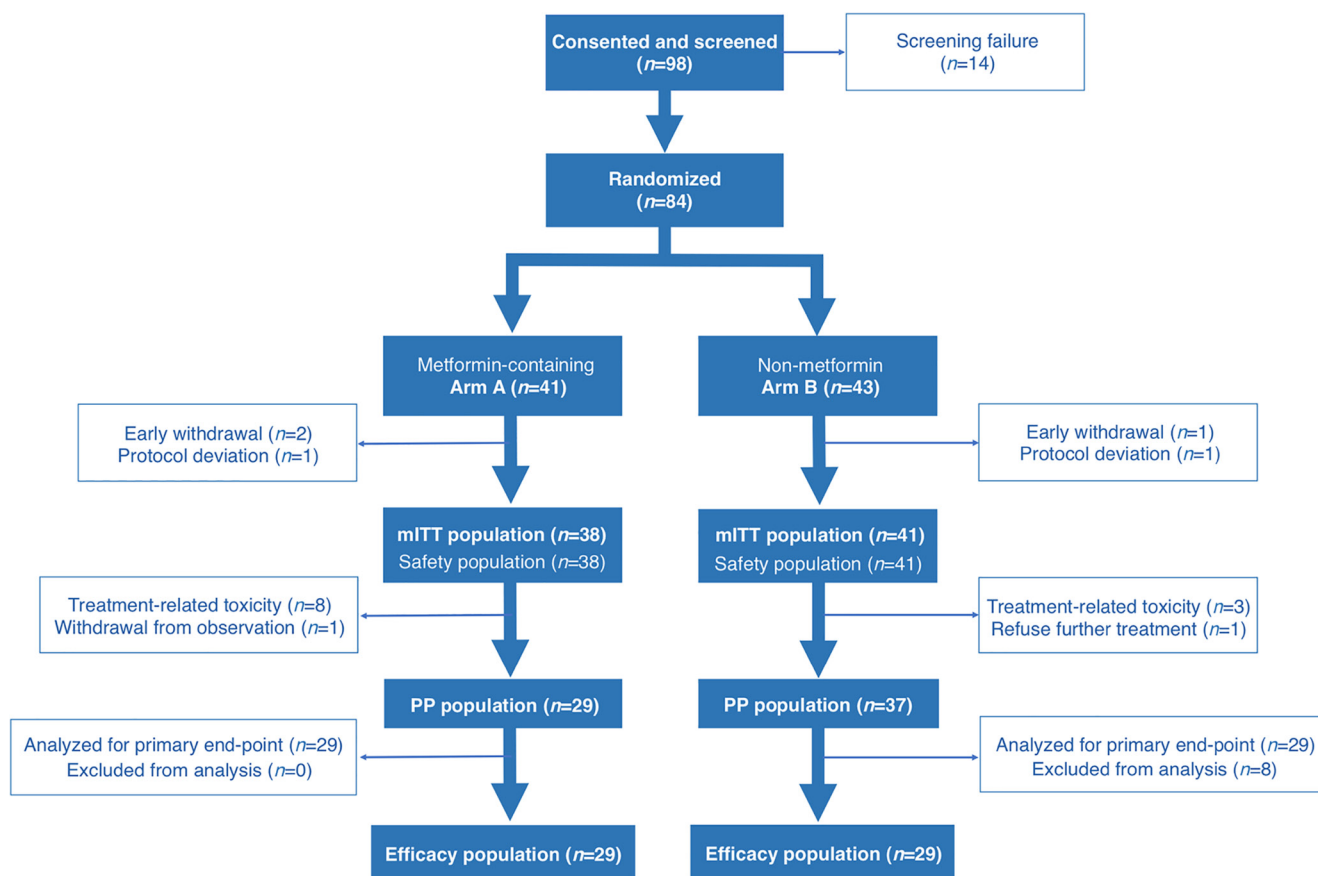 Consented and screened
(n=98)
Screening failure
(n=14)
Randomized
(n=84)
Metformin-containing
Arm A (n=41)
Non-metformin
Arm B (n=43)
Early withdrawal (n=2)
Protocol deviation (n=1)
Early withdrawal (n=1)
Protocol deviation (n=1)
mITT population (n=38)
Safety population (n=38)
mITT population (n=41)
Safety population (n=41)
Treatment-related toxicity (n=8)
Withdrawal from observation (n=1)
Treatment-related toxicity (n=3)
Refuse further treatment (n=1)
PP population (n=29)
PP population (n=37)
Analyzed for primary end-point (n=29)
Excluded from analysis (n=0)
Analyzed for primary end-point (n=29)
Excluded from analysis (n=8)
Efficacy population (n=29)
Efficacy population (n=29)